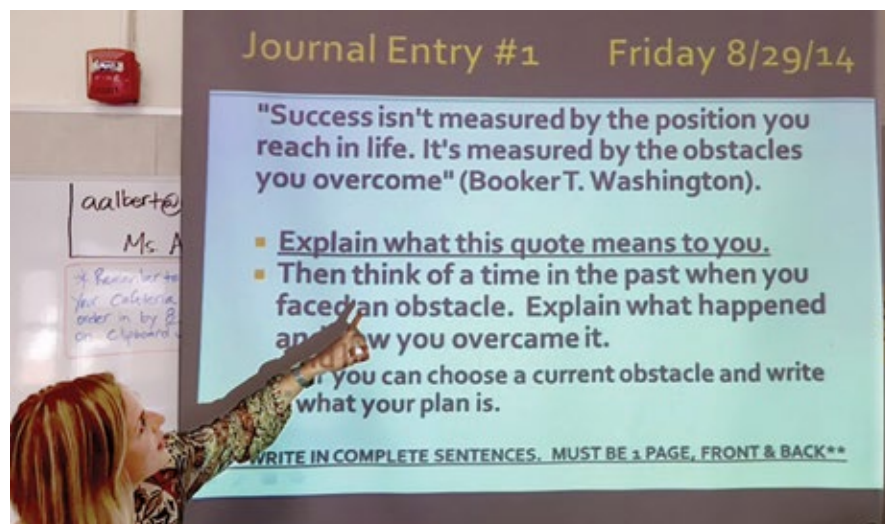 Journal Entry #1 Friday 8/29/14
"Success isn't measured by the position you
reach in life. It's measured by the obstacles
you overcome" (Booker T. Washington).
Explain what this quote means to you.
Then think of a time in the past when you
faced an obstacle. Explain what happened
you overcame it.
you can choose a current obstacle and write
what your plan is.
WRITE IN COMPLETE SENTENCES. MUST BE 1 PAGE, FRONT & BACK**
aalbert@
Ms. A
* Remember to
your cafeteria
order in by 8
on clipboard
FIRE